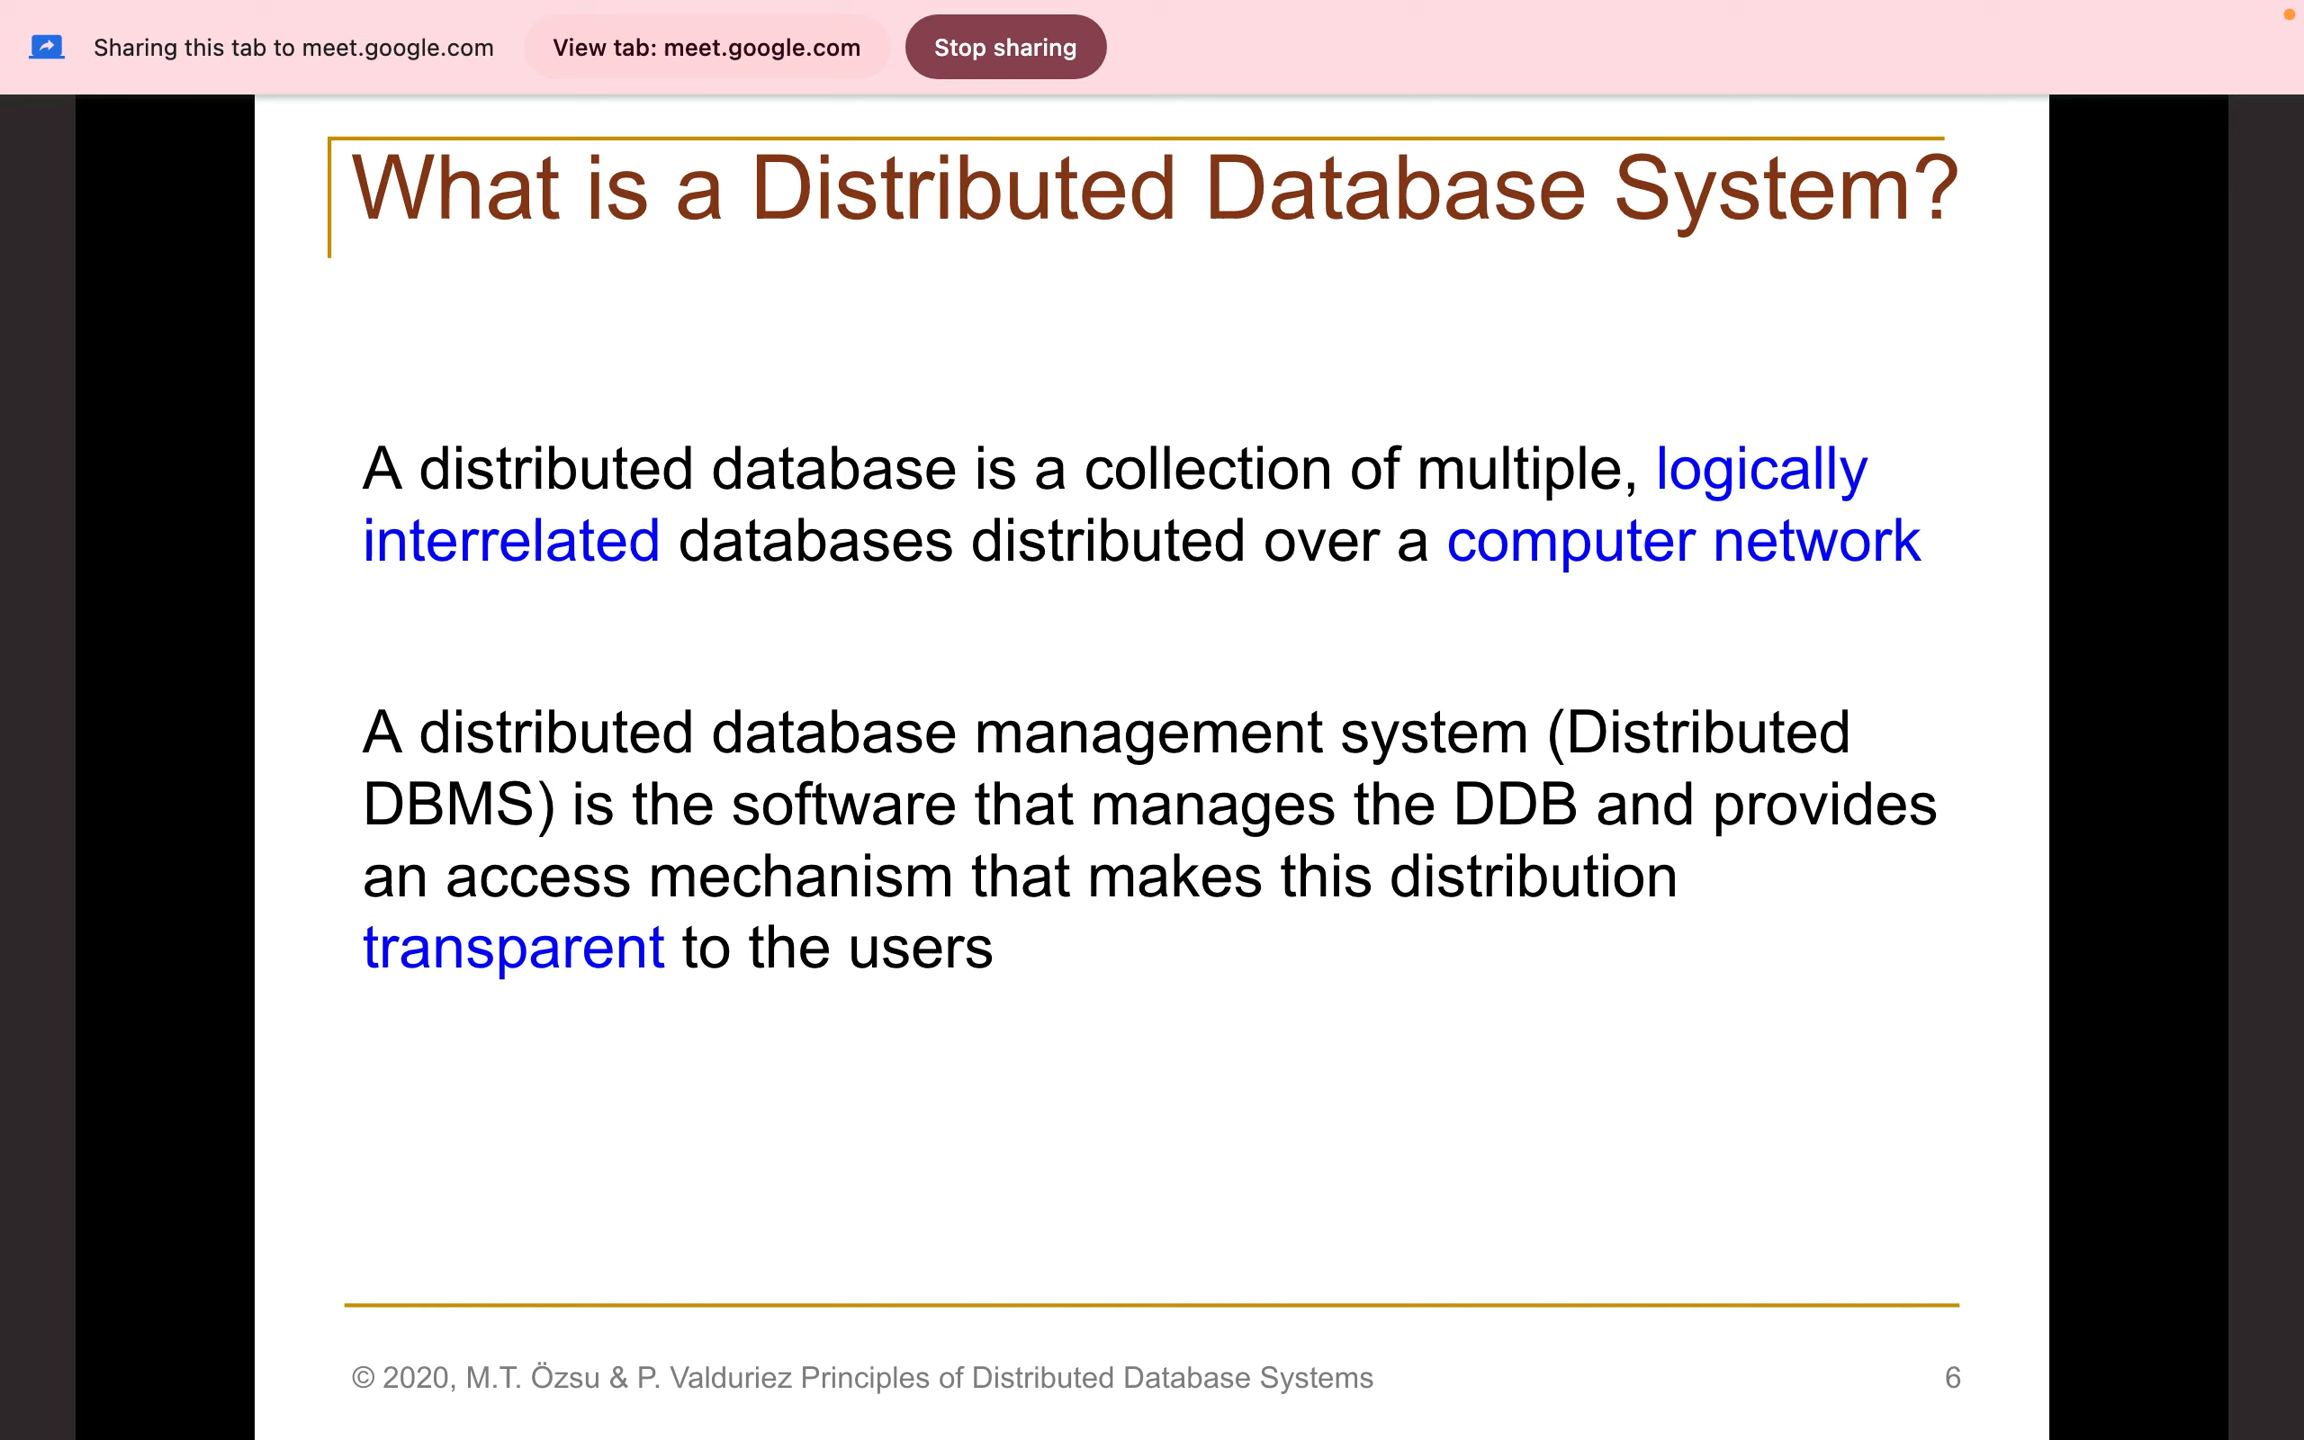 Sharing this tab to meet.google.com View tab: meet.google.com Stop sharing
What is a Distributed Database System?
A distributed database is a collection of multiple, logically
interrelated databases distributed over a computer network
A distributed database management system (Distributed
DBMS) is the software that manages the DDB and provides
an access mechanism that makes this distribution
transparent to the users
© 2020, M.T. Özsu & P. Valduriez Principles of Distributed Database Systems 6